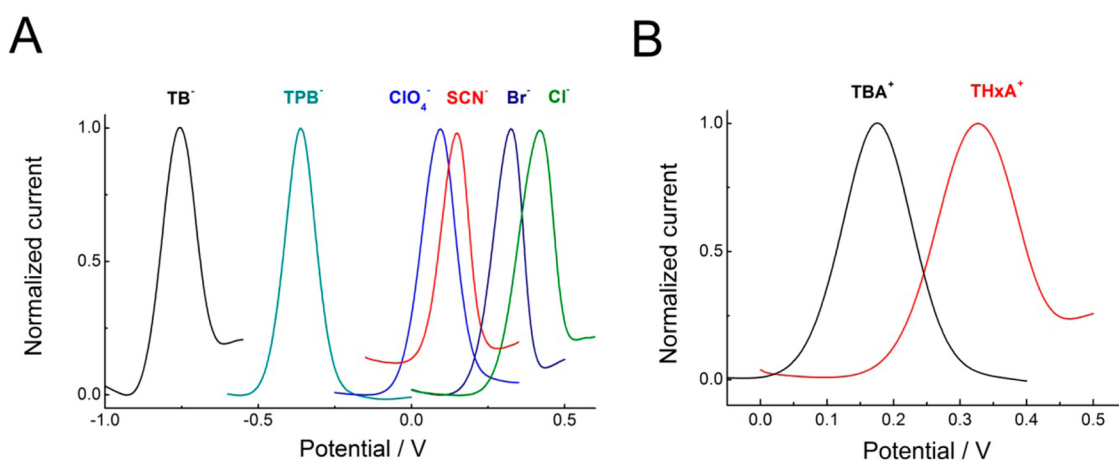 A
TB⁻ TPB⁻ ClO₄⁻ SCN⁻ Br⁻ Cl⁻
1.0
0.5
0.0
Normalized current
-1.0 -0.5 0.0 0.5
Potential / V
B
TBA⁺ THxA⁺
1.0
0.5
0.0
Normalized current
0.0 0.1 0.2 0.3 0.4 0.5
Potential / V